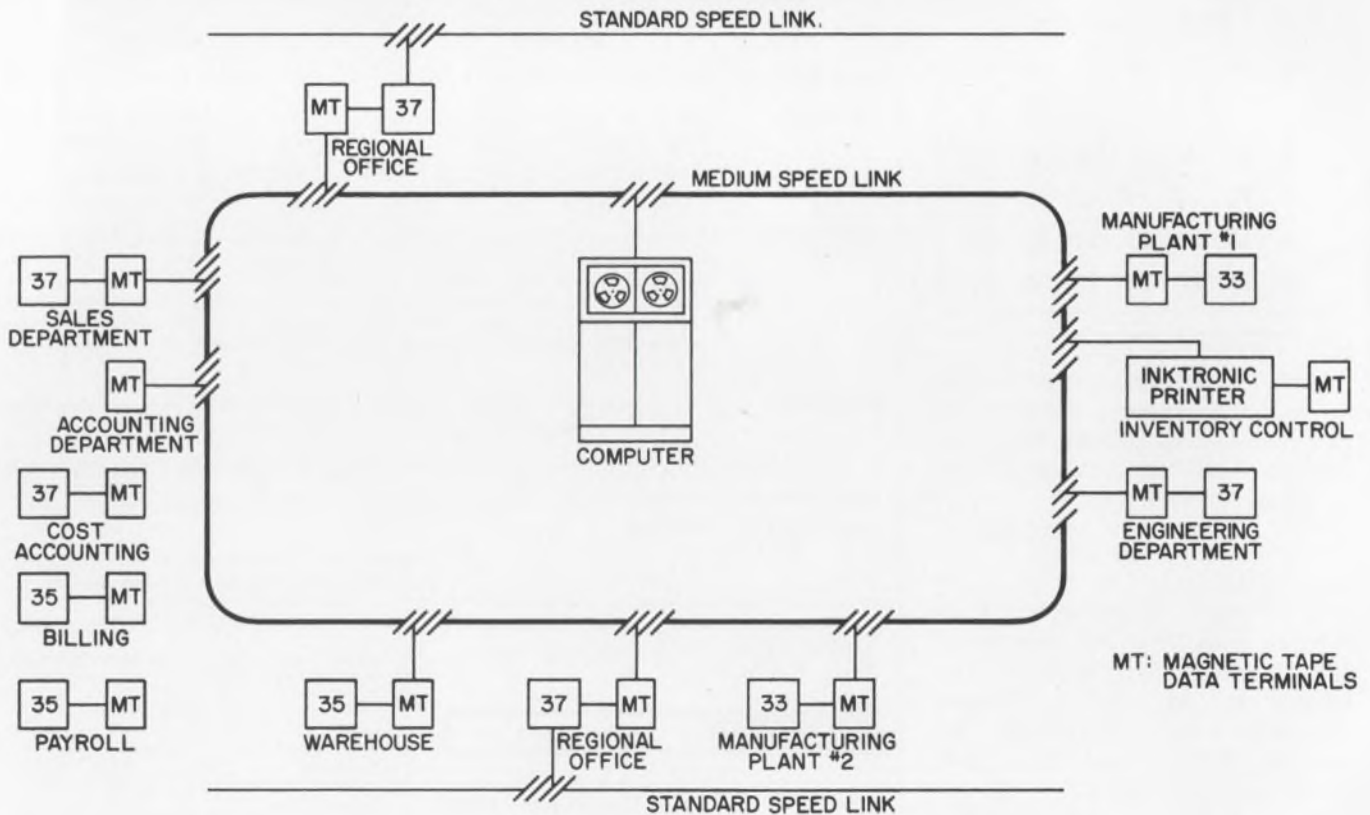 STANDARD SPEED LINK.
MT
37
REGIONAL
OFFICE
MEDIUM SPEED LINK
MANUFACTURING
PLANT #1
MT
33
37
MT
SALES
DEPARTMENT
INKTRONIC
PRINTER
MT
INVENTORY CONTROL
MT
ACCOUNTING
DEPARTMENT
COMPUTER
37
MT
COST
ACCOUNTING
MT
37
ENGINEERING
DEPARTMENT
35
MT
BILLING
MT: MAGNETIC TAPE
DATA TERMINALS
35
MT
PAYROLL
35
MT
WAREHOUSE
37
MT
REGIONAL
OFFICE
33
MT
MANUFACTURING
PLANT #2
STANDARD SPEED LINK